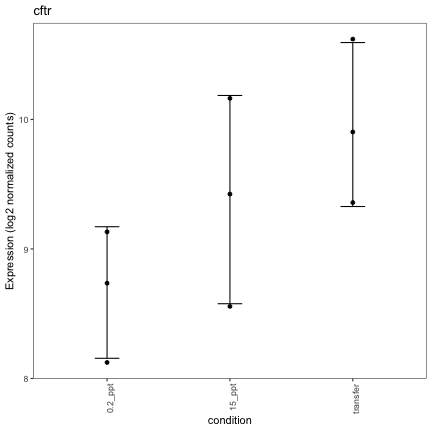 cftr
Expression (log2 normalized counts)
10
9
8
0.2_ppt
15_ppt
transfer
condition